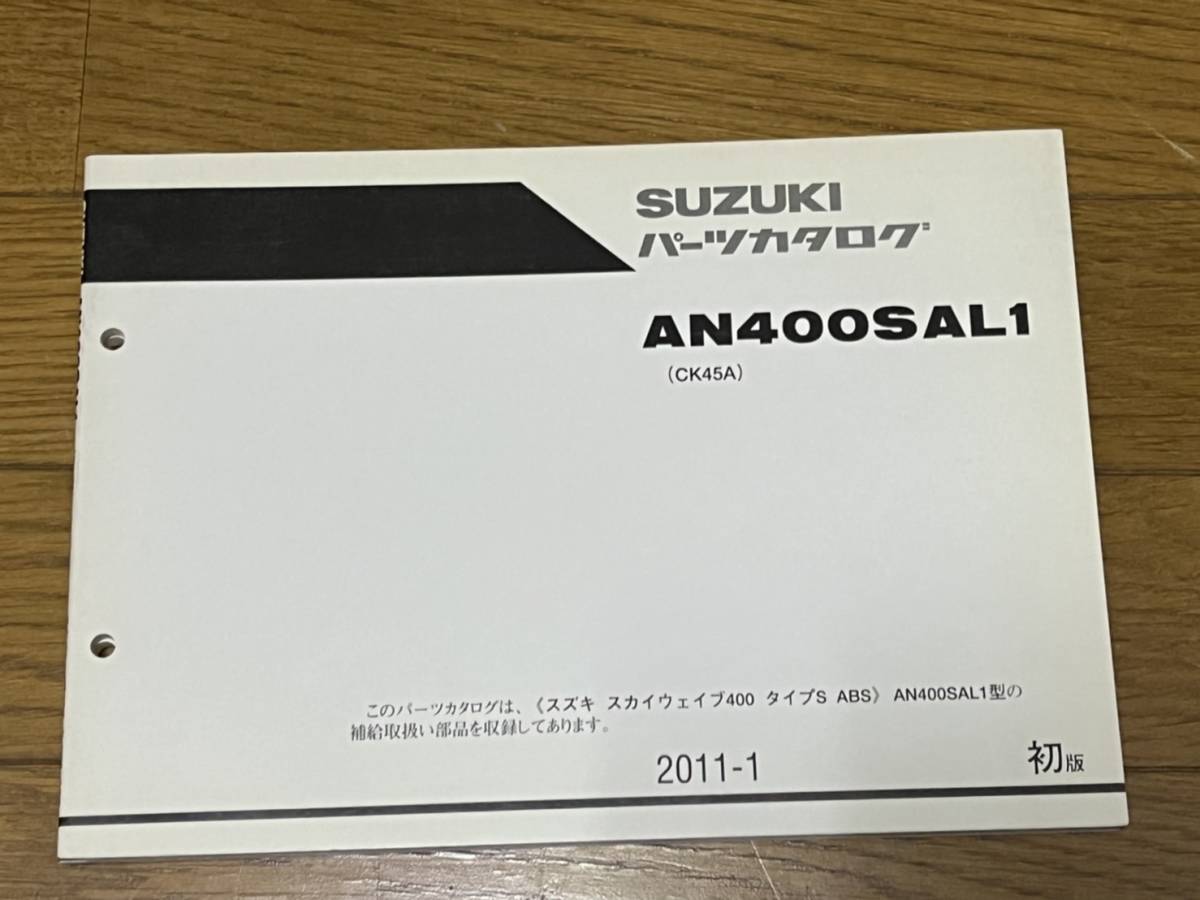 SUZUKI
パーツカタログ
AN400SAL1
(CK45A)
このパーツカタログは、《スズキ スカイウェイブ400 タイプS ABS》 AN400SAL1型の
補給取扱い部品を収録してあります。
2011-1
初版